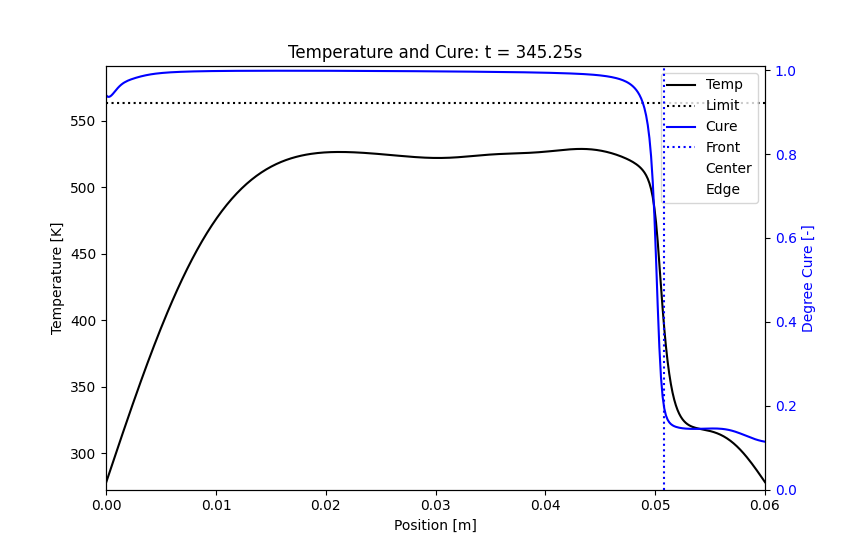 Temperature and Cure: t = 345.25s
Temp
Limit
Cure
Front
Center
Edge
550
500
450
400
350
300
Temperature [K]
1.0
0.8
0.6
0.4
0.2
0.0
Degree Cure [-]
0.00
0.01
0.02
0.03
0.04
0.05
0.06
Position [m]